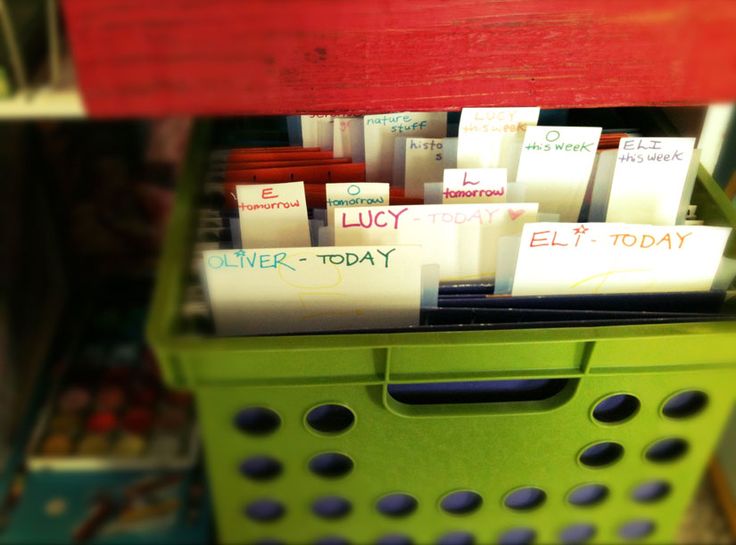 nature
stuff
LUCY
this week
histo
O
this week
ELI
this week
E
tomorrow
O
tomorrow
L
tomorrow
LUCY - TODAY ♥
ELI - TODAY
OLIVER - TODAY